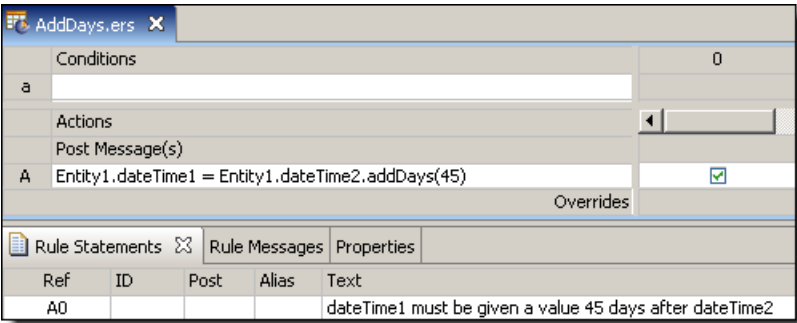 AddDays.ers
Conditions 0
a
Actions
Post Message(s)
A Entity1.dateTime1 = Entity1.dateTime2.addDays(45)
Overrides
Rule Statements Rule Messages Properties
Ref ID Post Alias Text
A0 dateTime1 must be given a value 45 days after dateTime2